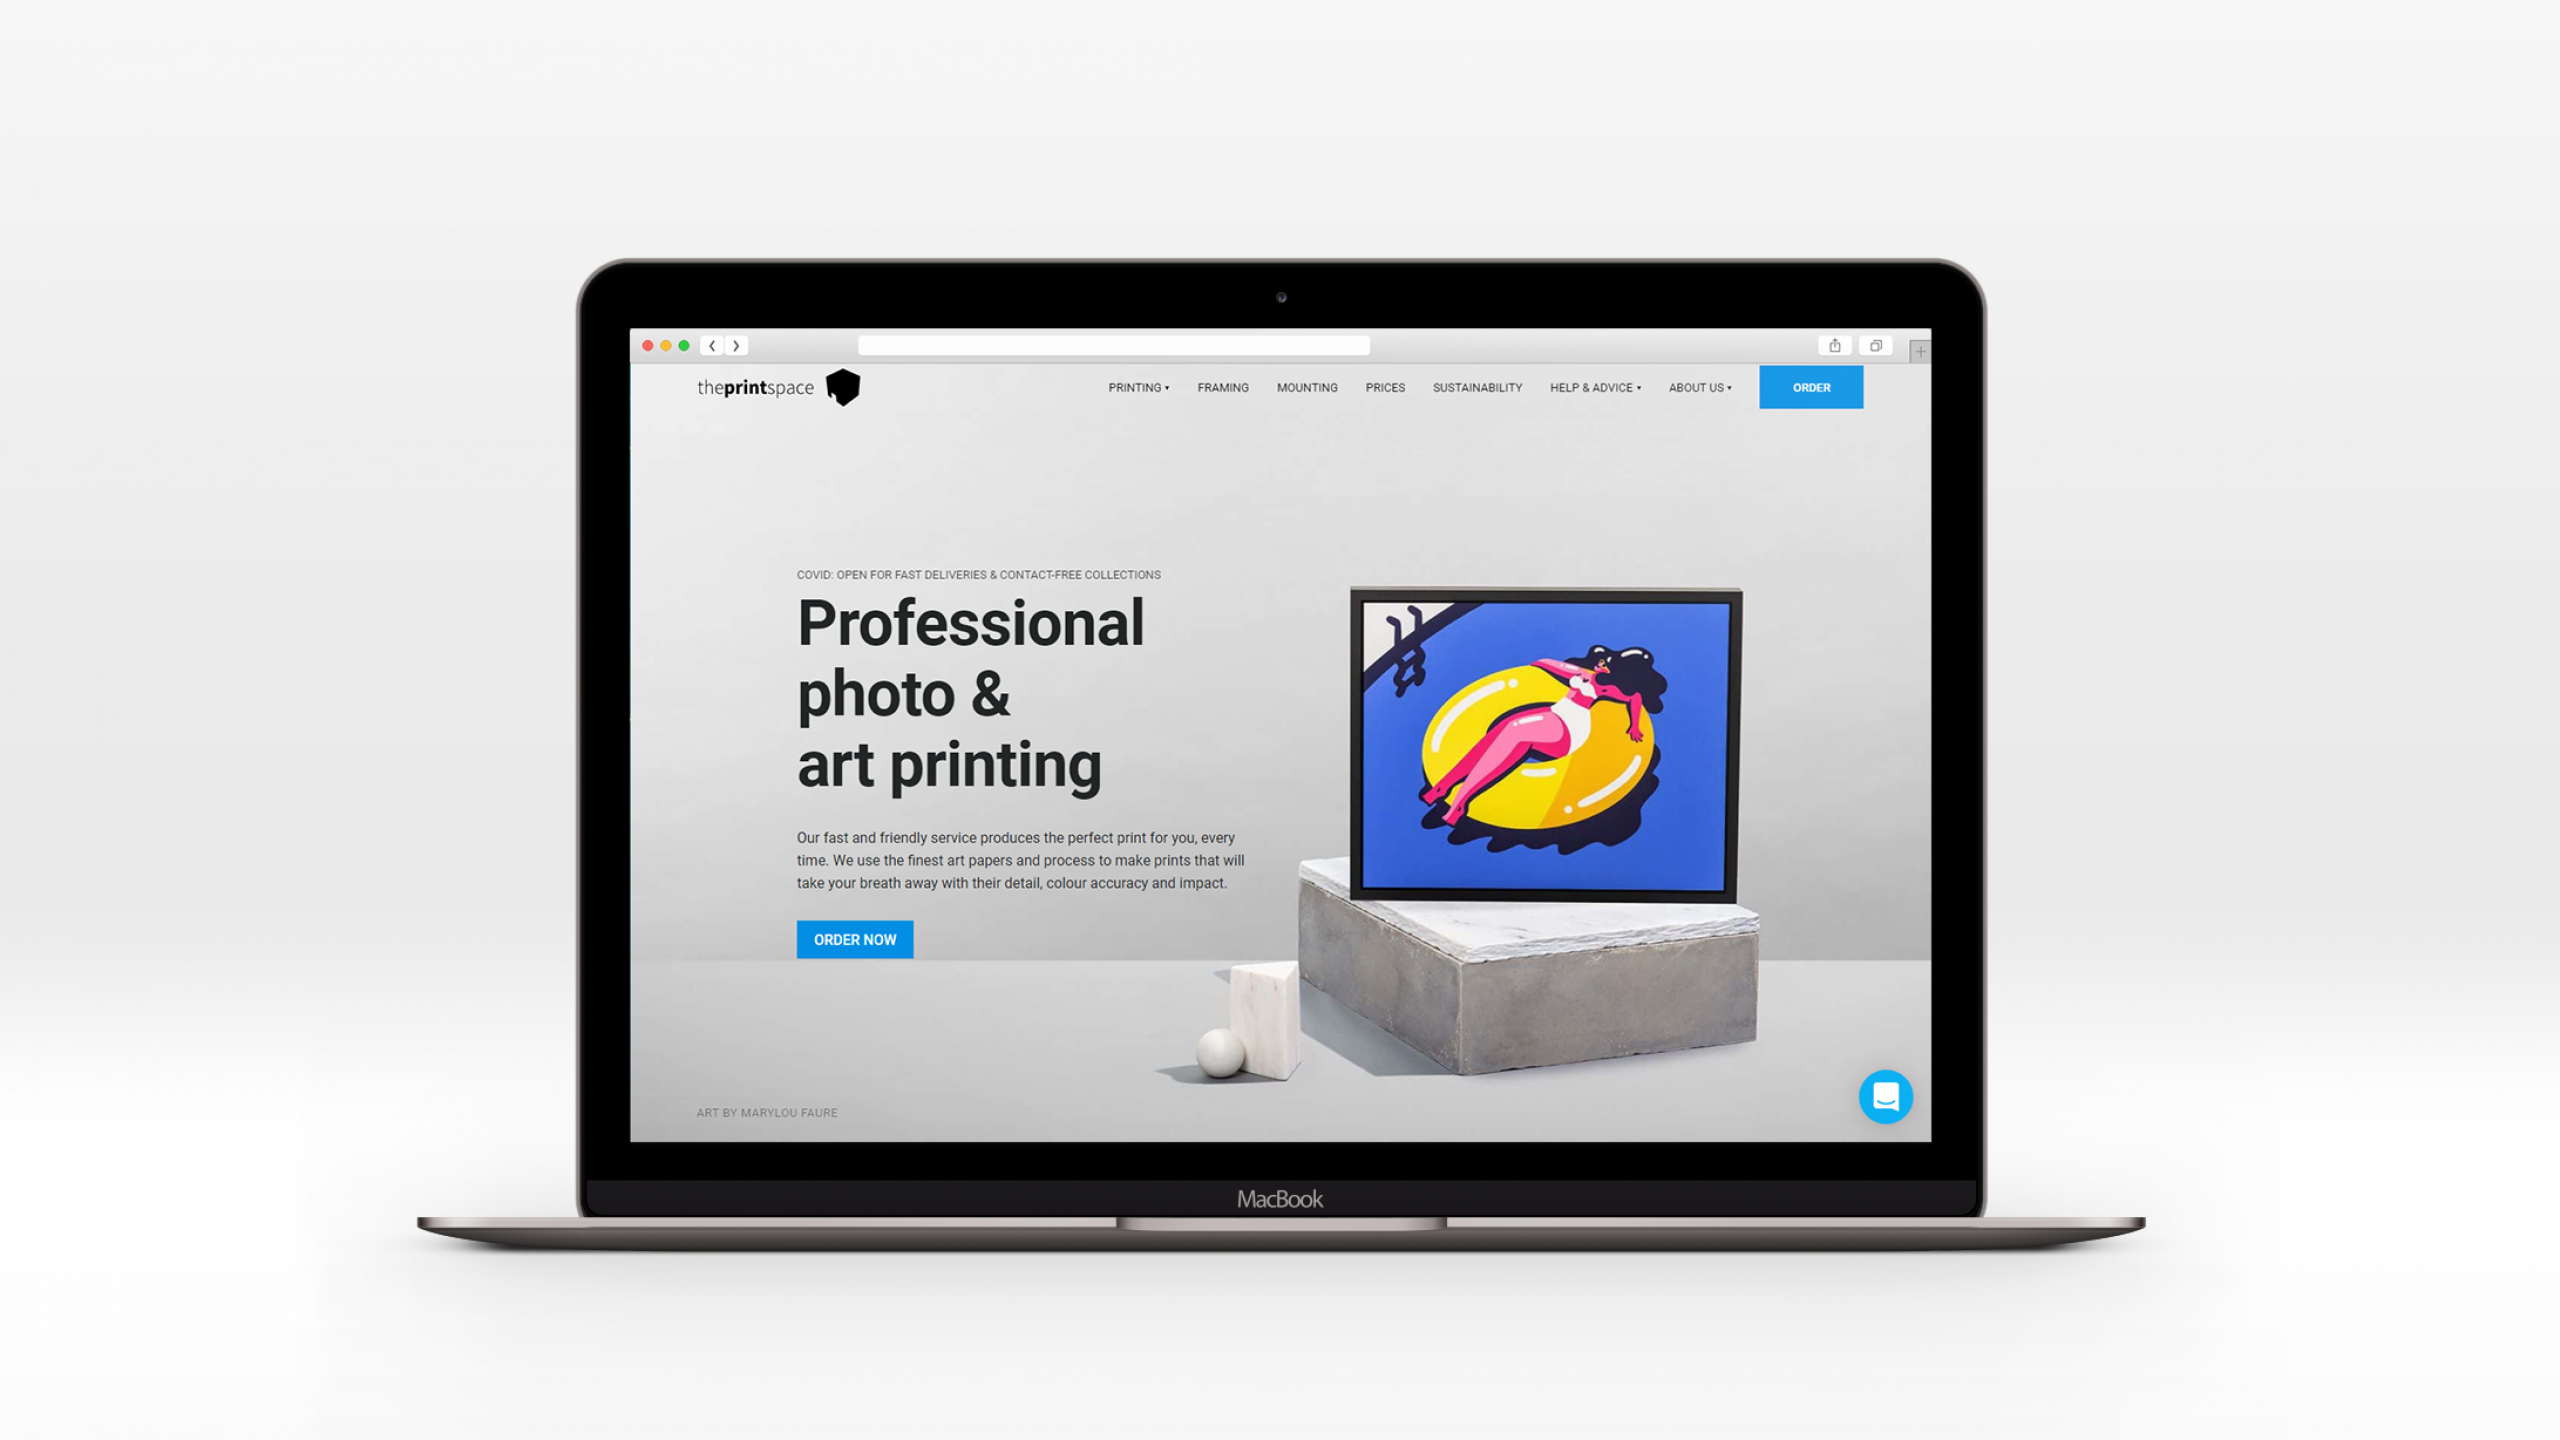 theprintspace
PRINTING ▾ FRAMING MOUNTING PRICES SUSTAINABILITY HELP & ADVICE ▾ ABOUT US ▾ ORDER
COVID: OPEN FOR FAST DELIVERIES & CONTACT-FREE COLLECTIONS
Professional
photo &
art printing
Our fast and friendly service produces the perfect print for you, every
time. We use the finest art papers and process to make prints that will
take your breath away with their detail, colour accuracy and impact.
ORDER NOW
ART BY MARYLOU FAURE
MacBook